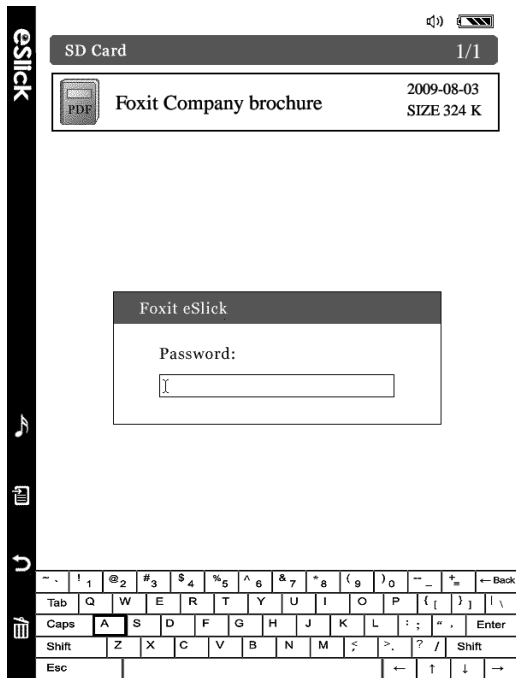 eSlick
SD Card 1/1
PDF Foxit Company brochure 2009-08-03
SIZE 324 K
Foxit eSlick
Password:
~ ` ! 1 @ 2 # 3 $ 4 % 5 ^ 6 & 7 * 8 ( 9 ) 0 -- _ + = ← Back
Tab Q W E R T Y U I O P { [ } ] | \
Caps A S D F G H J K L : ; " , Enter
Shift Z X C V B N M < , >. ? / Shift
Esc ← ↑ ↓ →